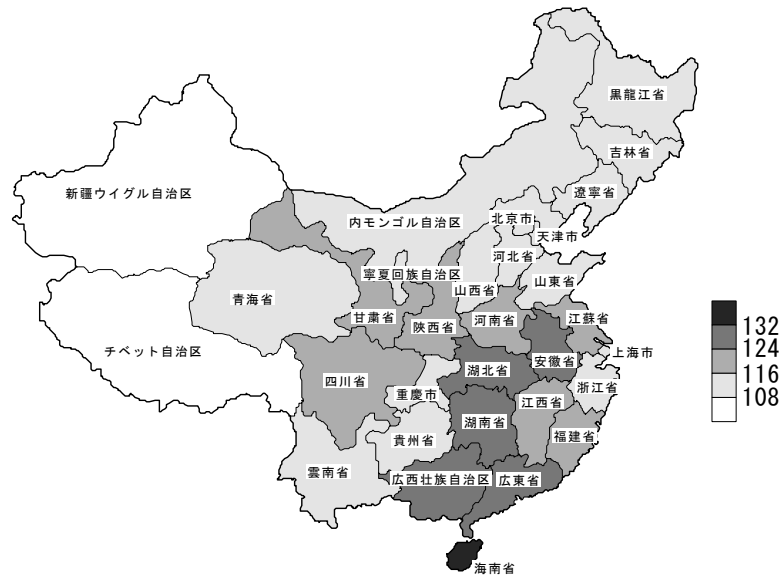 黒龍江省
吉林省
新疆ウイグル自治区
遼寧省
内モンゴル自治区
北京市
天津市
河北省
寧夏回族自治区
山東省
山西省
青海省
甘粛省
陝西省
河南省
江蘇省
チベット自治区
上海市
安徽省
湖北省
四川省
重慶市
浙江省
江西省
湖南省
貴州省
福建省
雲南省
広西壮族自治区
広東省
海南省
132
124
116
108